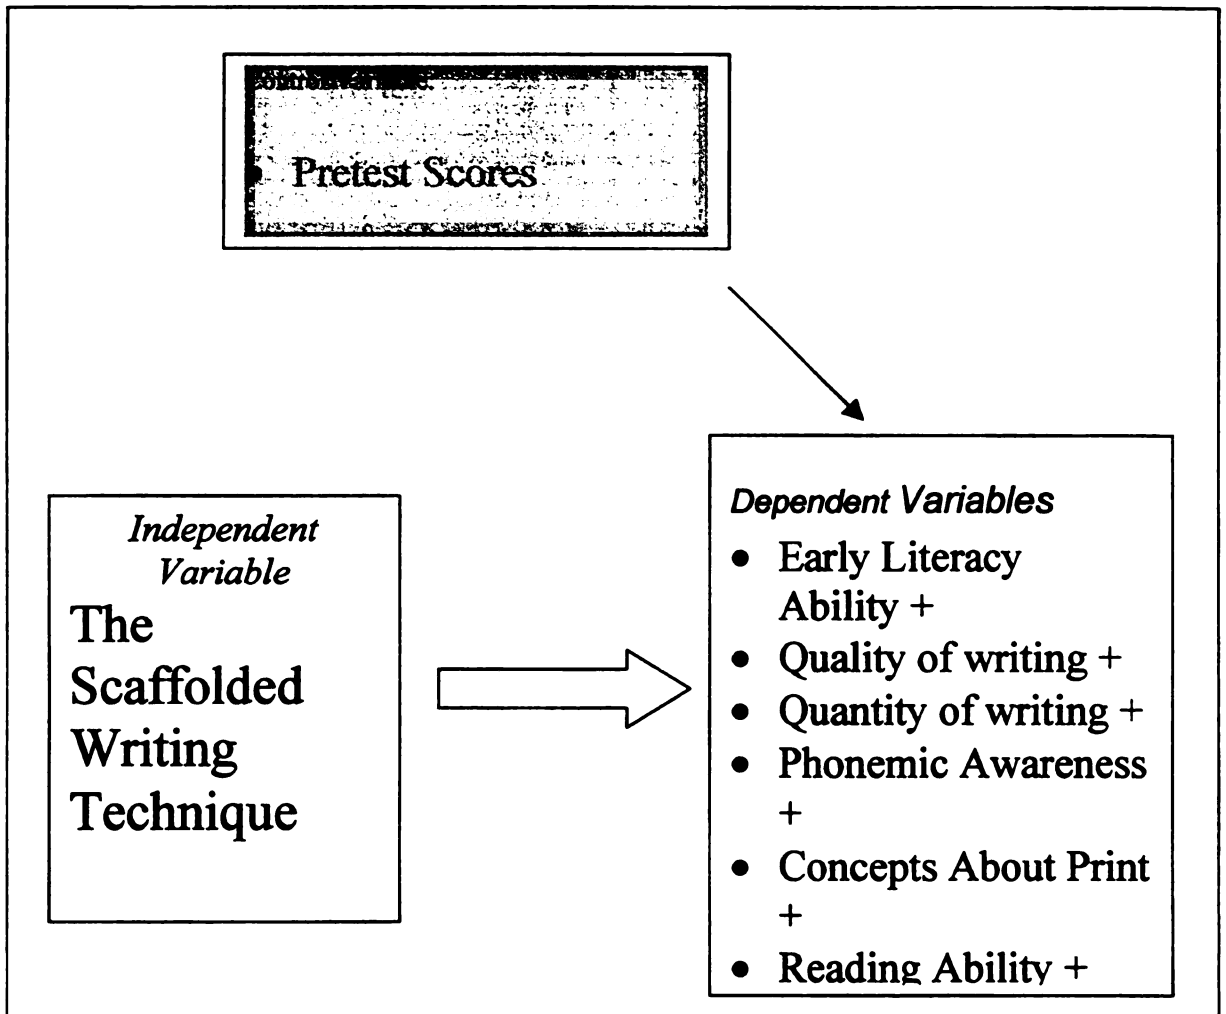 • Pretest Scores
Independent
Variable
The
Scaffolded
Writing
Technique
Dependent Variables
• Early Literacy
Ability +
• Quality of writing +
• Quantity of writing +
• Phonemic Awareness
+
• Concepts About Print
+
• Reading Ability +